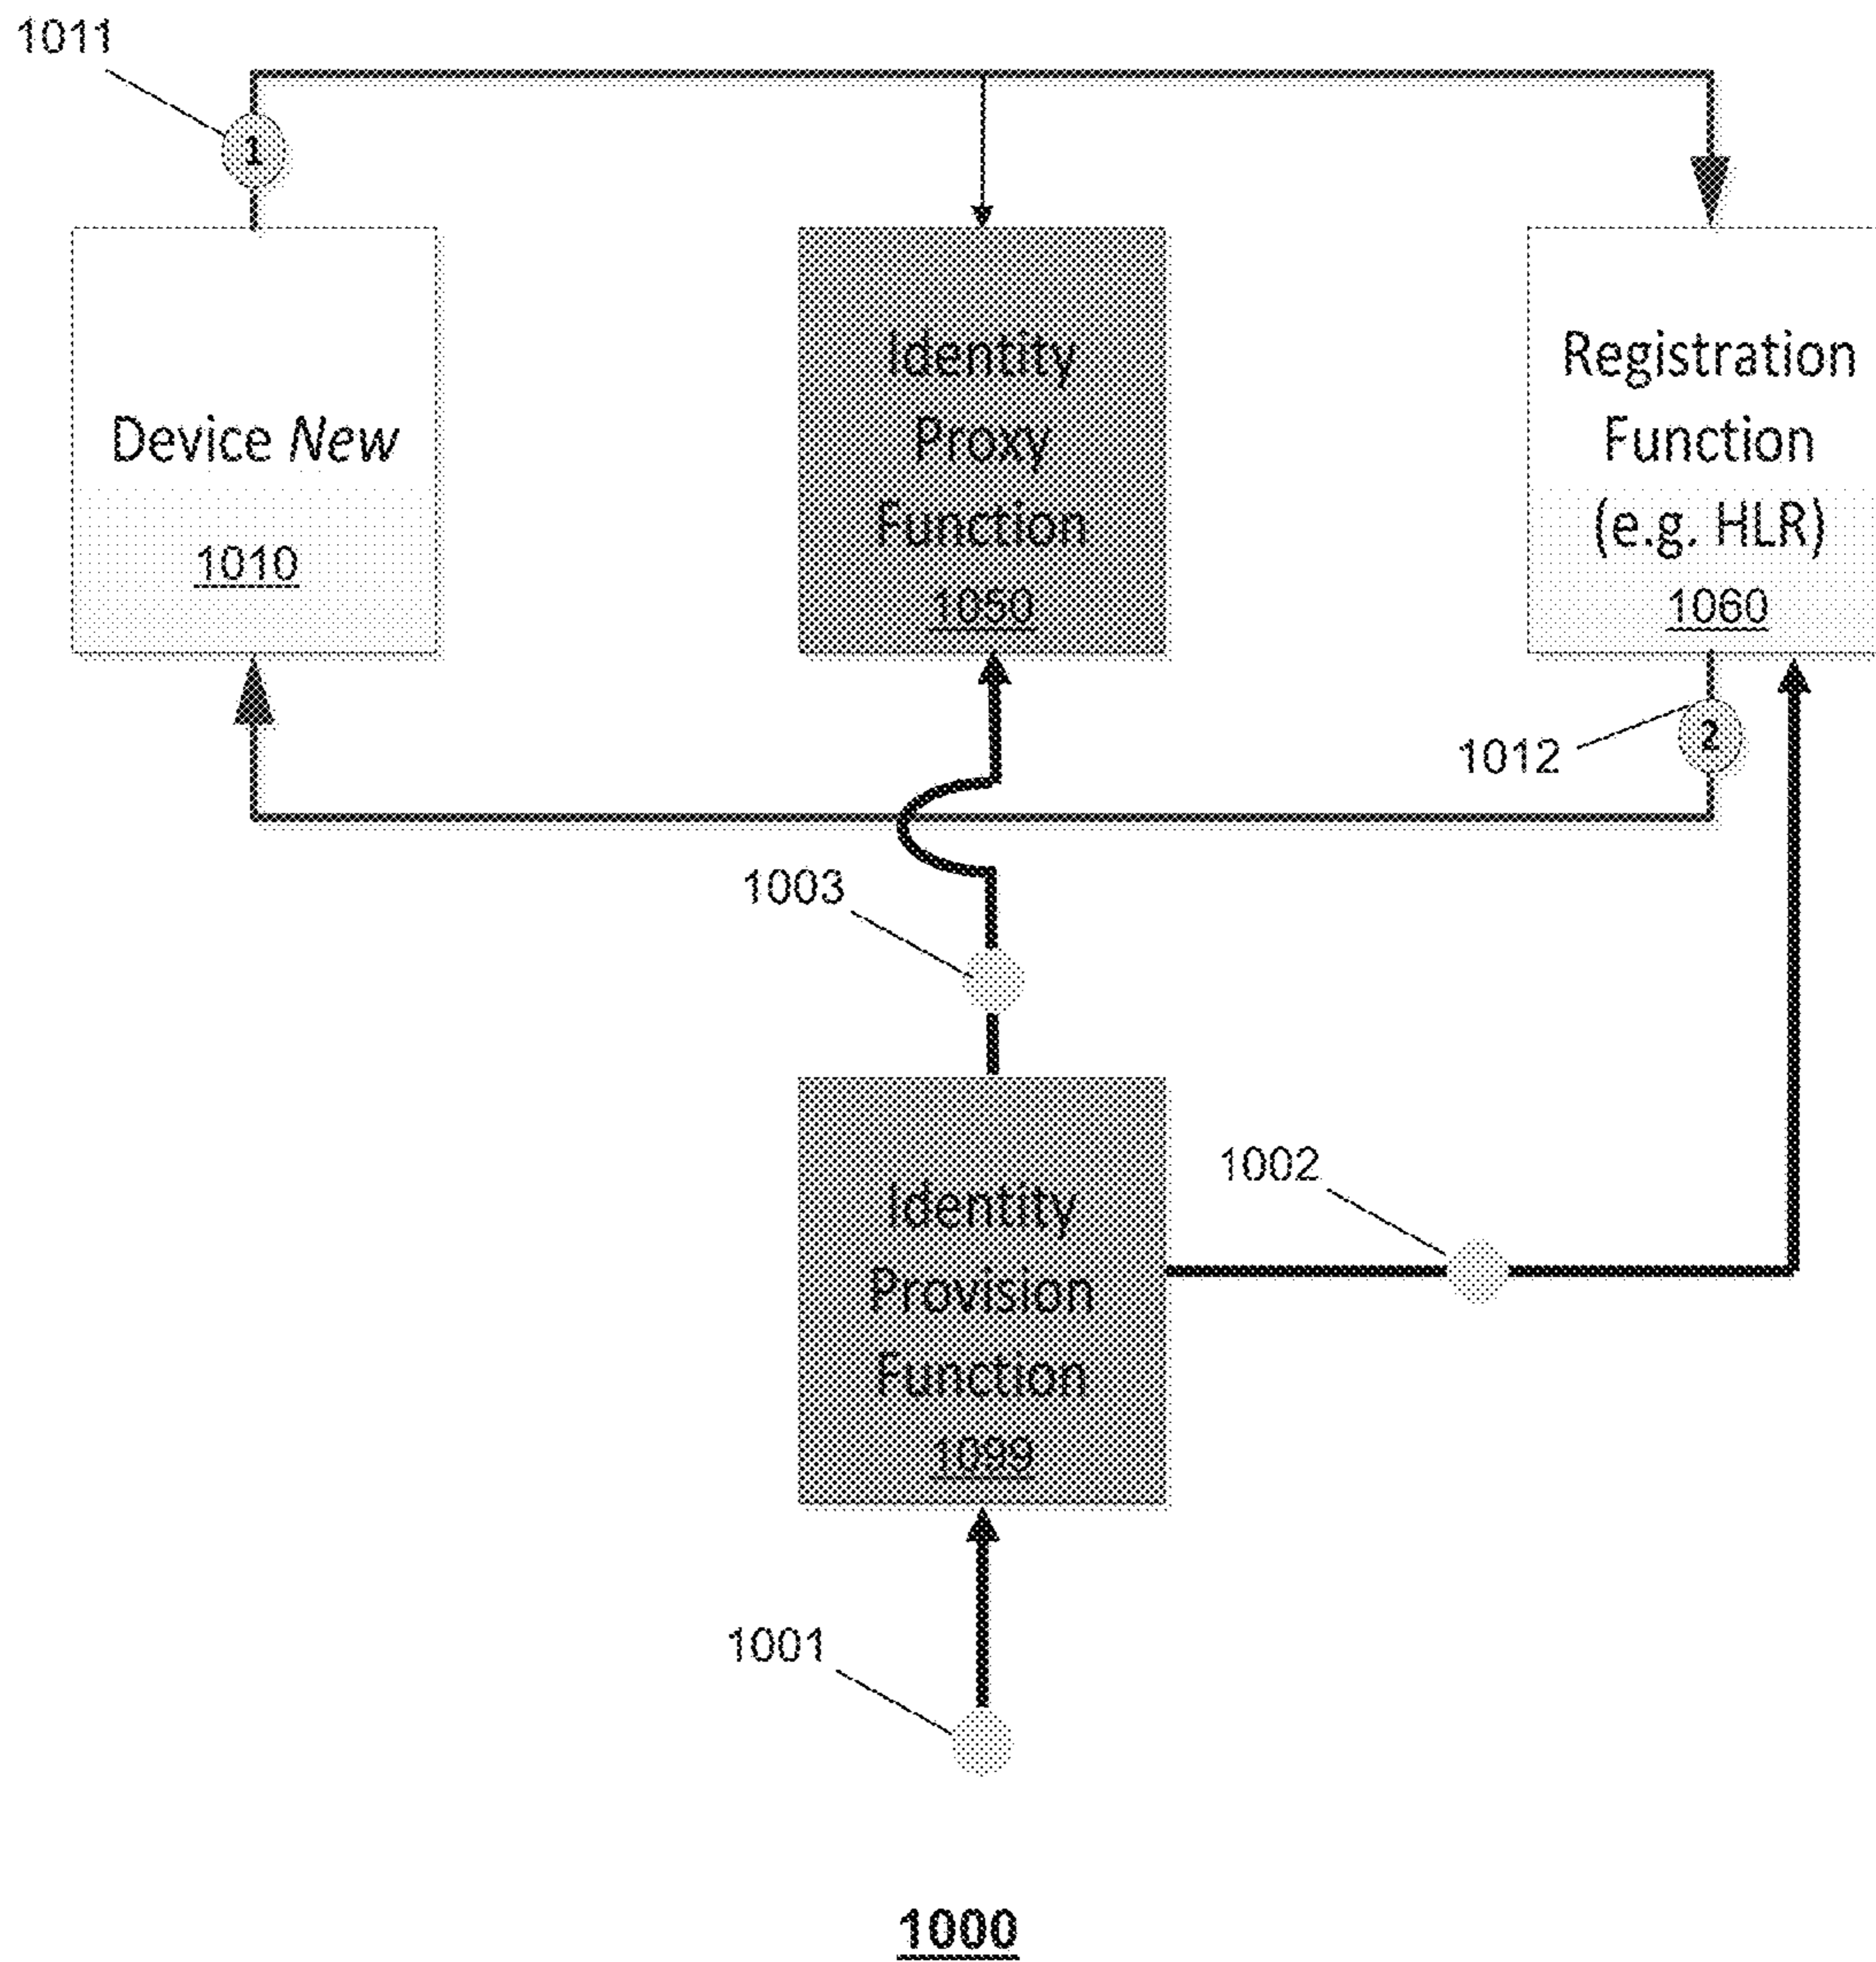 1011
1
Device New
1010
Identity
Proxy
Function
1050
Registration
Function
(e.g. HLR)
1060
1012
2
1003
Identity
Provision
Function
1099
1002
1001
1000